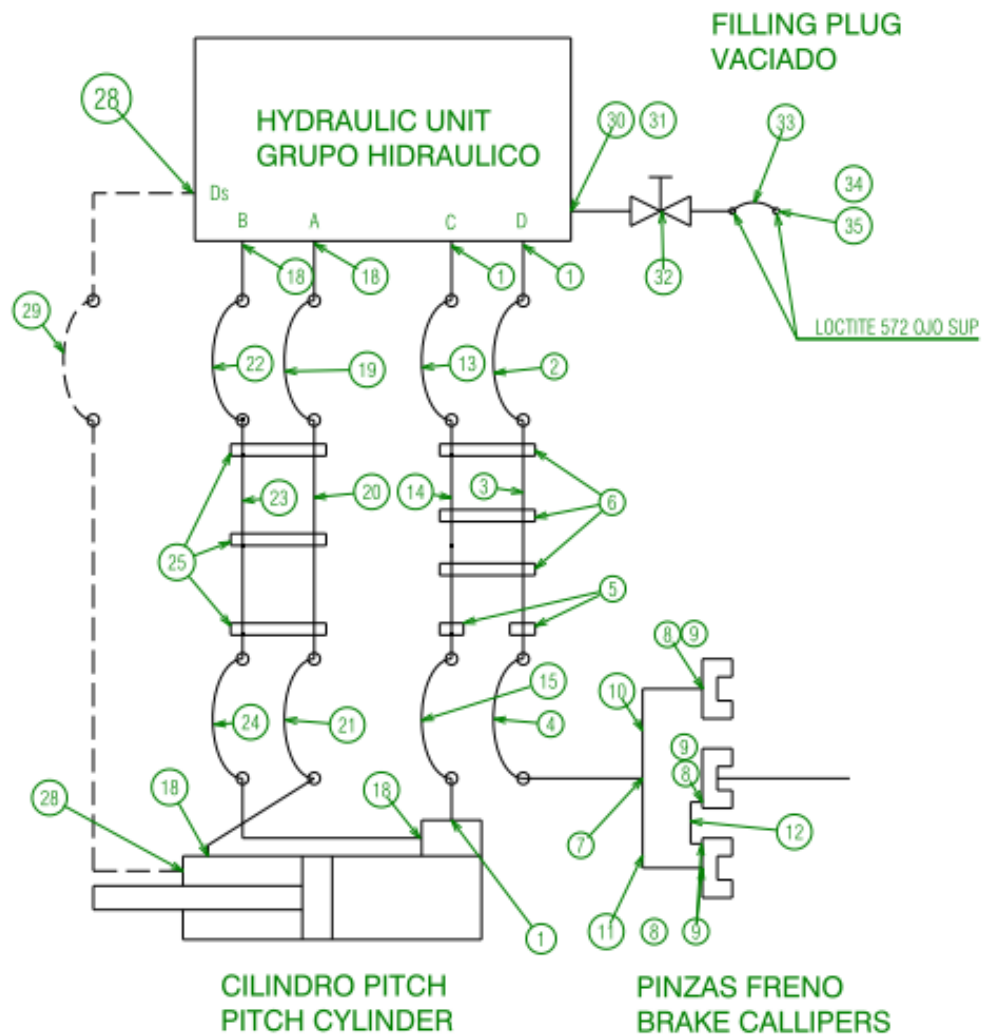 FILLING PLUG
VACIADO
28
HYDRAULIC UNIT
GRUPO HIDRAULICO
30 31
33
34
35
Ds
B A C D
18 18 1 1
32
29
LOCTITE 572 OJO SUP
22 19 13 2
23 20 14 3
6
25
5
8 9
10
15
24 21 4
9
8
28
18
18
7
12
1
11
8
9
CILINDRO PITCH
PITCH CYLINDER
PINZAS FRENO
BRAKE CALLIPERS